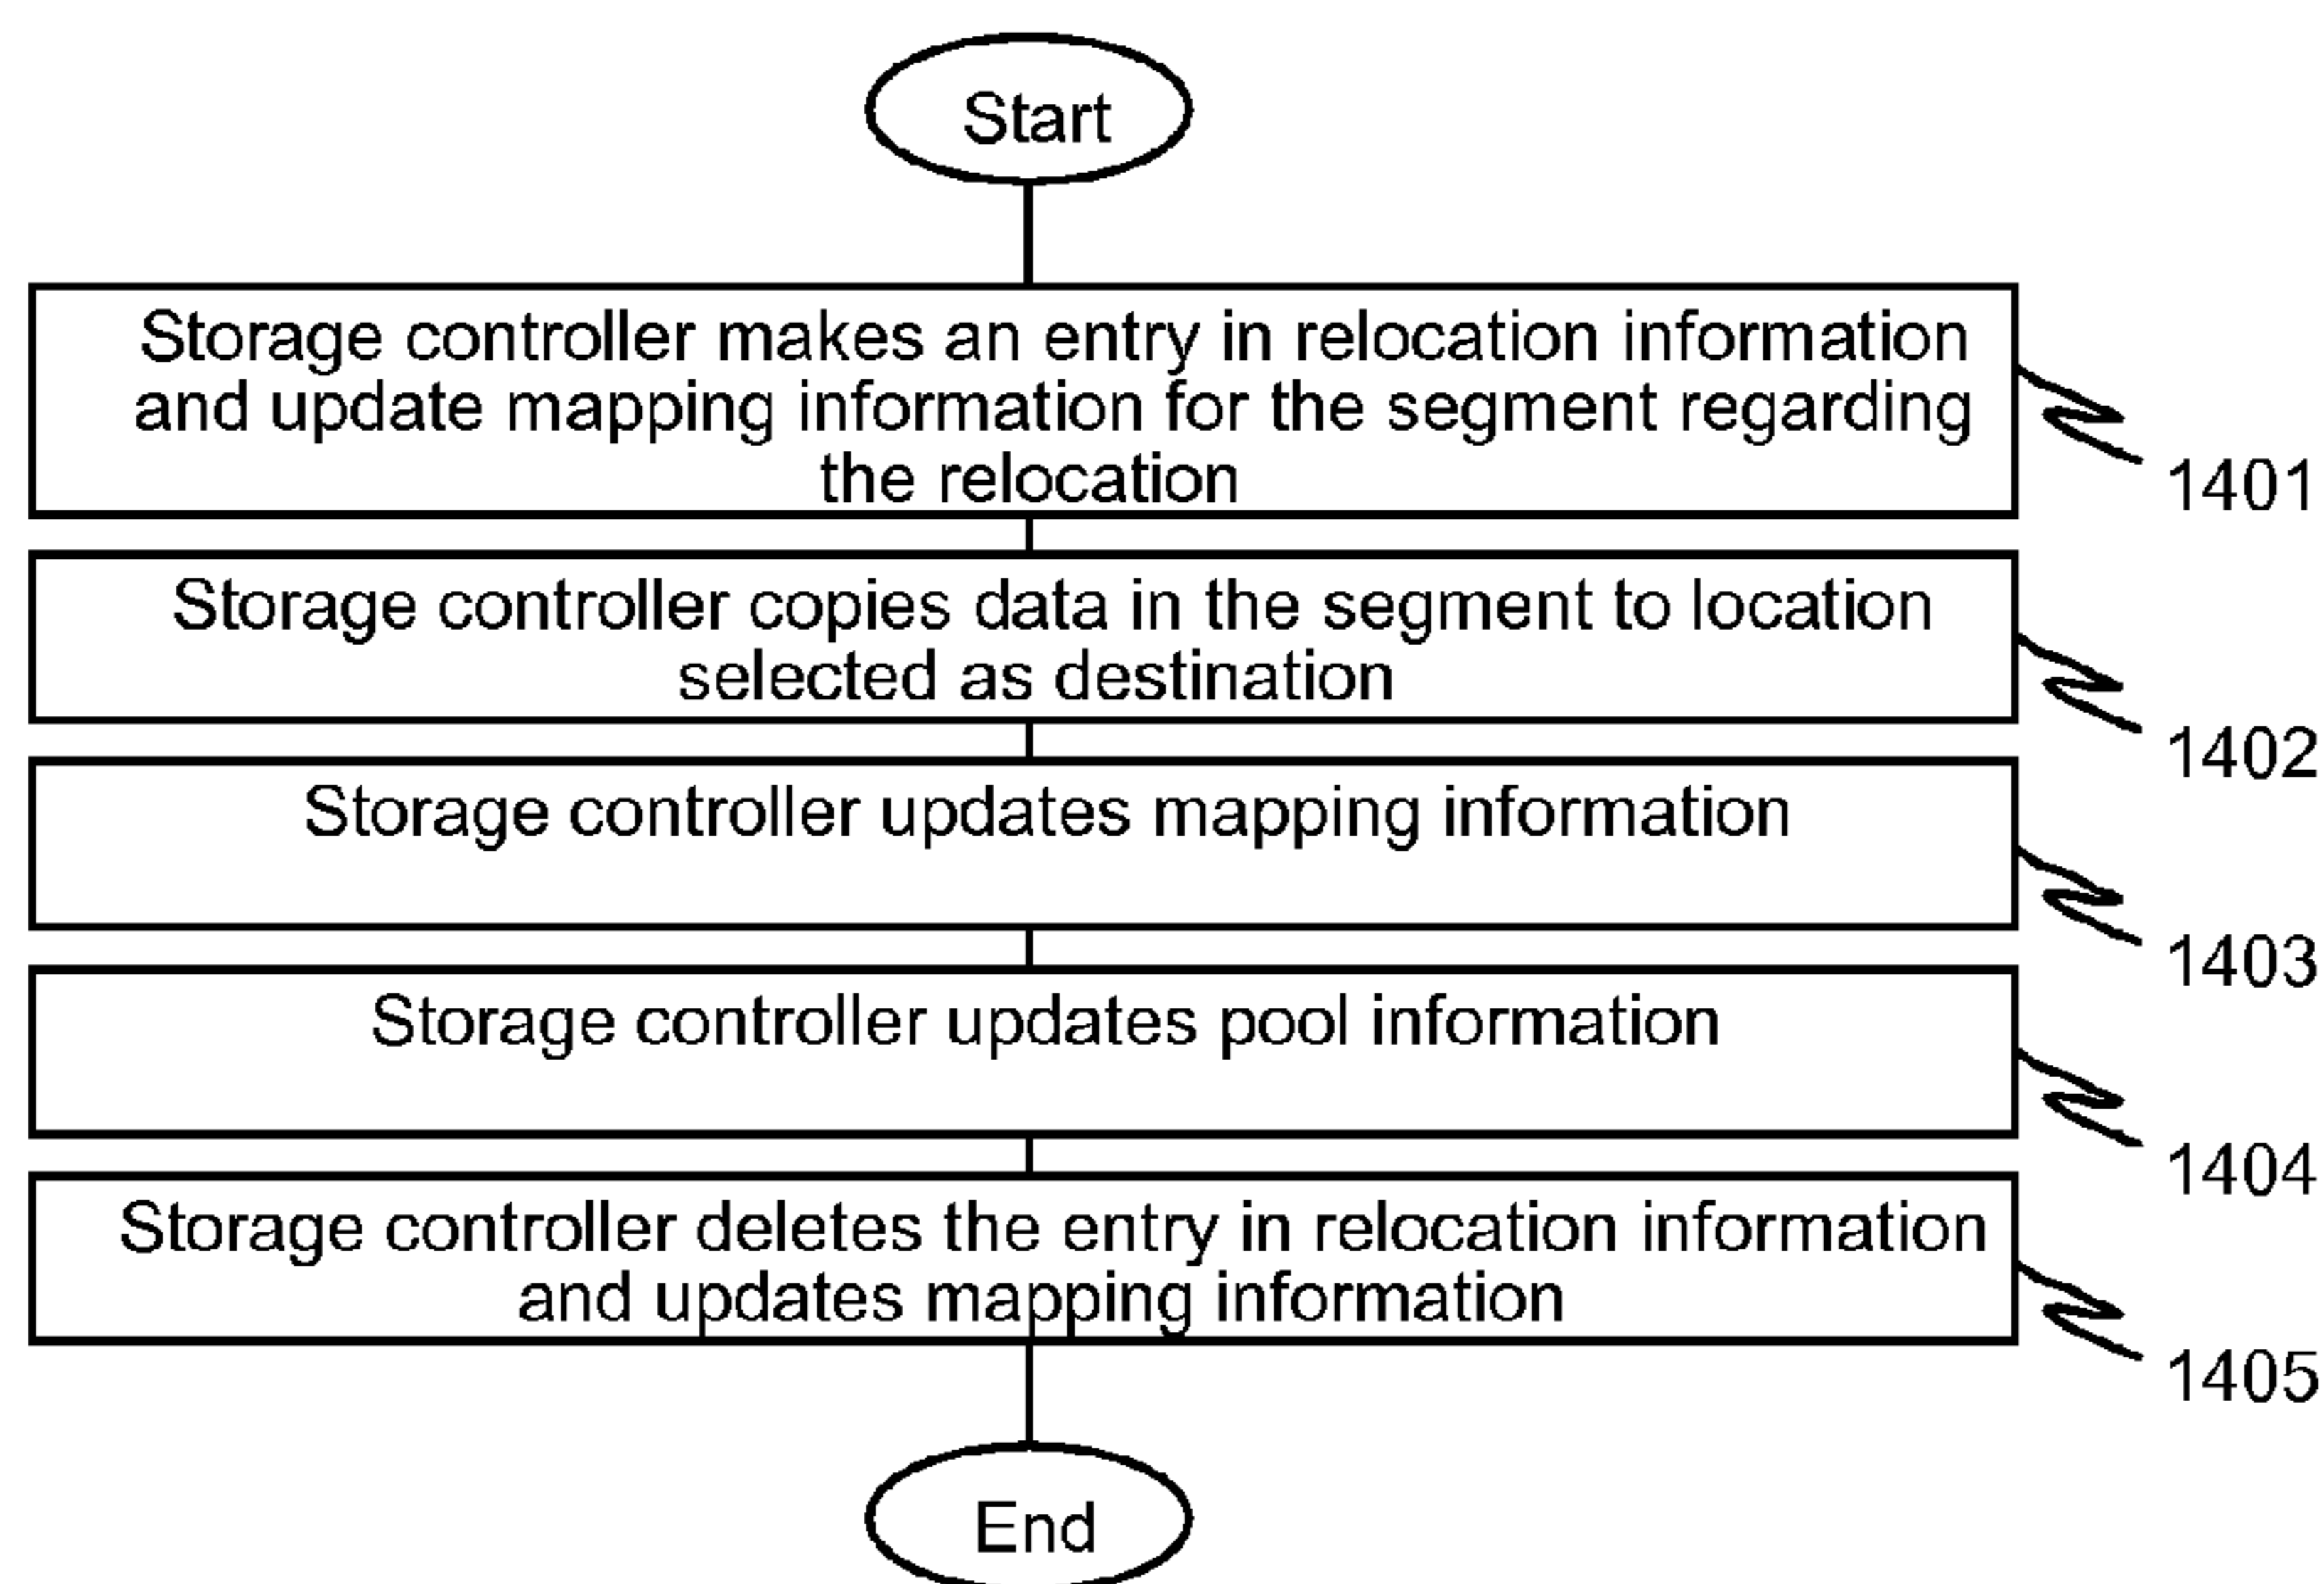 Start
Storage controller makes an entry in relocation information
and update mapping information for the segment regarding
the relocation
1401
Storage controller copies data in the segment to location
selected as destination
1402
Storage controller updates mapping information
1403
Storage controller updates pool information
1404
Storage controller deletes the entry in relocation information
and updates mapping information
1405
End